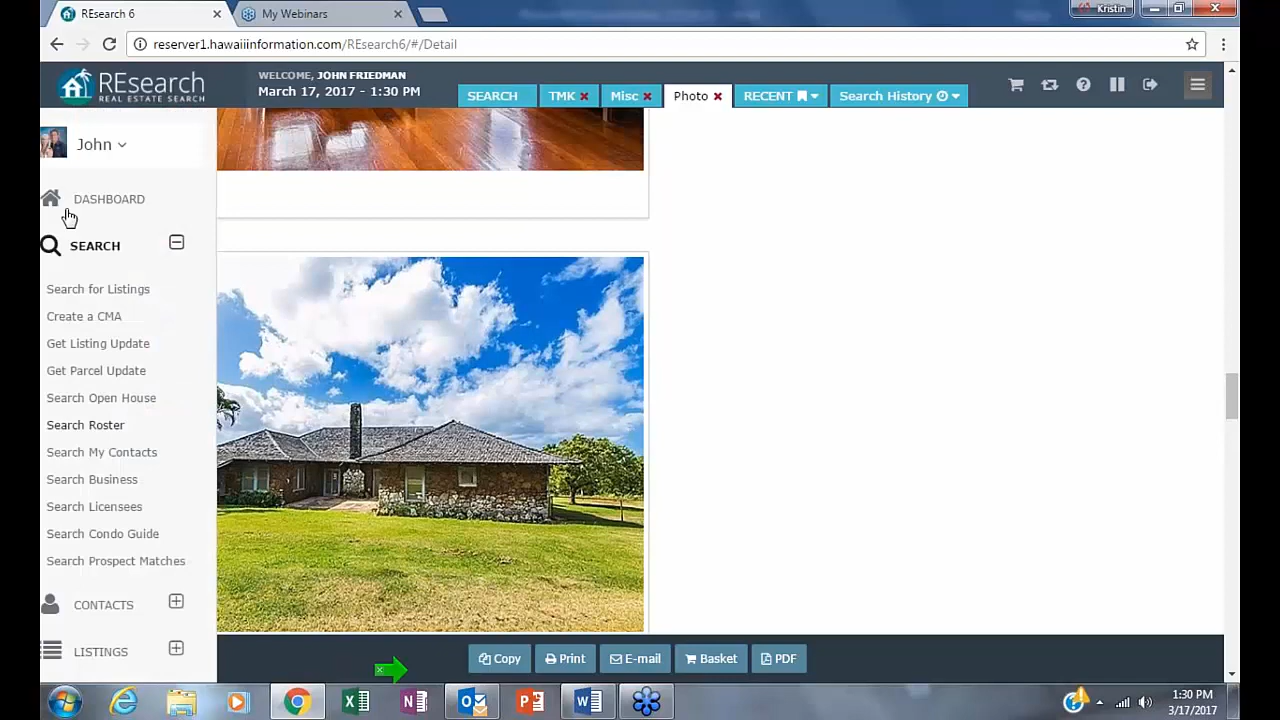 REsearch 6
My Webinars
Kristin
reserver1.hawaiiinformation.com/REsearch6/#/Detail
REsearch
REAL ESTATE SEARCH
WELCOME, JOHN FRIEDMAN
March 17, 2017 - 1:30 PM
SEARCH
TMK
Misc
Photo
RECENT
Search History
John
DASHBOARD
SEARCH
Search for Listings
Create a CMA
Get Listing Update
Get Parcel Update
Search Open House
Search Roster
Search My Contacts
Search Business
Search Licensees
Search Condo Guide
Search Prospect Matches
CONTACTS
LISTINGS
Copy
Print
E-mail
Basket
PDF
1:30 PM
3/17/2017